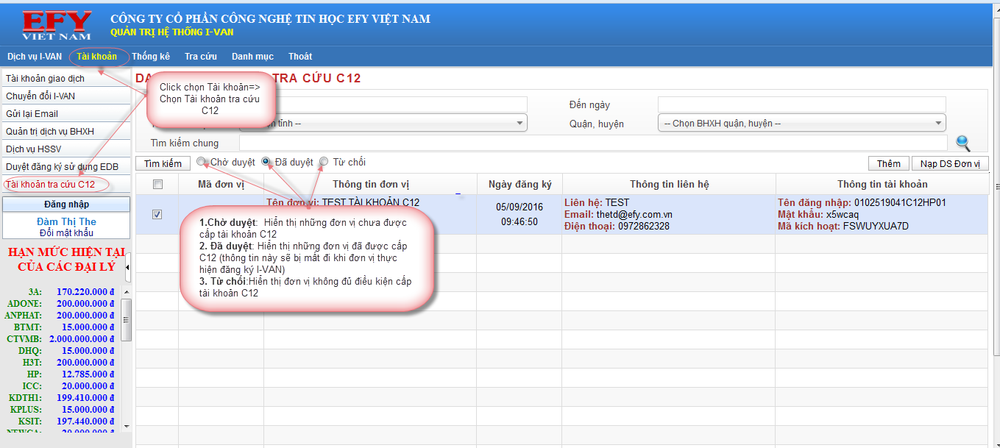 EFY
VIET NAM
CÔNG TY CỔ PHẦN CÔNG NGHỆ TIN HỌC EFY VIỆT NAM
QUẢN TRỊ HỆ THỐNG I-VAN
Dịch vụ I-VAN Tài khoản Thống kê Tra cứu Danh mục Thoát
Tài khoản giao dịch
Chuyển đổi I-VAN
Gửi lại Email
Quản trị dịch vụ BHXH
Dịch vụ HSSV
Duyệt đăng ký sử dụng EDB
Tài khoản tra cứu C12
Đăng nhập
Đàm Thị The
Đổi mật khẩu
HẠN MỨC HIỆN TẠI
CỦA CÁC ĐẠI LÝ
3A: 170.220.000 đ
ADONE: 200.000.000 đ
ANPHAT: 200.000.000 đ
BTMT: 15.000.000 đ
CTVMB: 2.000.000.000 đ
DHQ: 15.000.000 đ
H3T: 200.000.000 đ
HP: 12.785.000 đ
ICC: 20.000.000 đ
KDTH1: 199.410.000 đ
KPLUS: 15.000.000 đ
KSIT: 197.440.000 đ
TRA CỨU C12
Click chọn Tài khoản=>
Chọn Tài khoản tra cứu
C12
Đến ngày
tỉnh -- Quận, huyện -- Chọn BHXH quận, huyện --
Tìm kiếm chung
Tìm kiếm Chờ duyệt Đã duyệt Từ chối Thêm Nạp DS Đơn vị
Mã đơn vị Thông tin đơn vị Ngày đăng ký Thông tin liên hệ Thông tin tài khoản
Tên đơn vị: TEST TÀI KHOẢN C12
05/09/2016
09:46:50
Liên hệ: TEST
Email: thetd@efy.com.vn
Điện thoại: 0972862328
Tên đăng nhập: 0102519041C12HP01
Mật khẩu: x5wcaq
Mã kích hoạt: FSWUYXUA7D
1.Chờ duyệt: Hiển thị những đơn vị chưa được
cấp tài khoản C12
2. Đã duyệt: Hiển thị những đơn vị đã được cấp
C12 (thông tin này sẽ bị mất đi khi đơn vị thực
hiện đăng ký I-VAN)
3. Từ chối:Hiển thị đơn vị không đủ điều kiện cấp
tài khoản C12